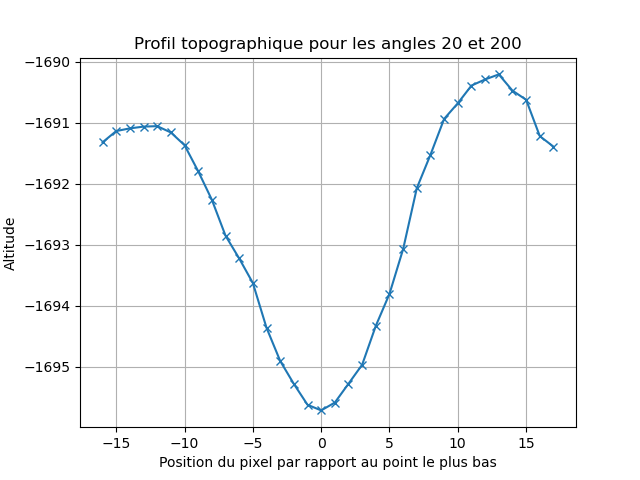 Profil topographique pour les angles 20 et 200
−1690
−1691
−1692
−1693
−1694
−1695
Altitude
−15 −10 −5 0 5 10 15
Position du pixel par rapport au point le plus bas